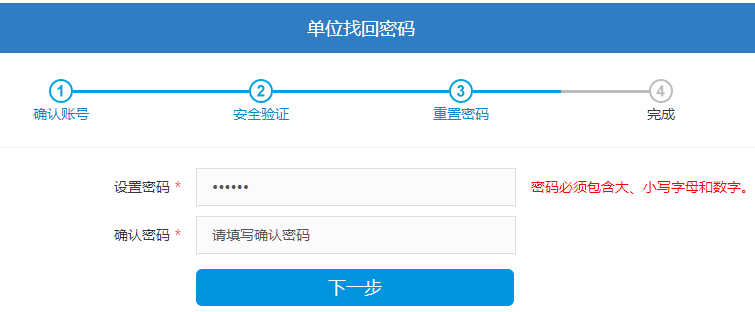 单位找回密码
1 2 3 4
确认账号 安全验证 重置密码 完成
设置密码 * •••••• 密码必须包含大、小写字母和数字。
确认密码 * 请填写确认密码
下一步